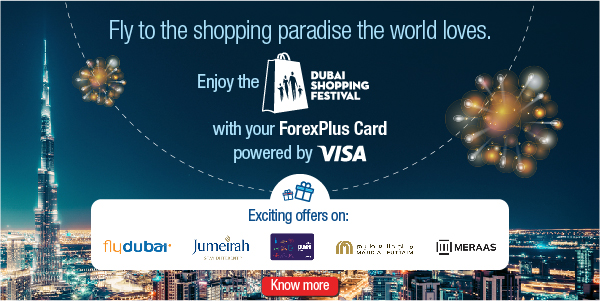 Fly to the shopping paradise the world loves.
Enjoy the
DUBAI
SHOPPING
FESTIVAL
with your ForexPlus Card
powered by VISA
Exciting offers on:
flydubai
Jumeirah
MERAAS
Know more